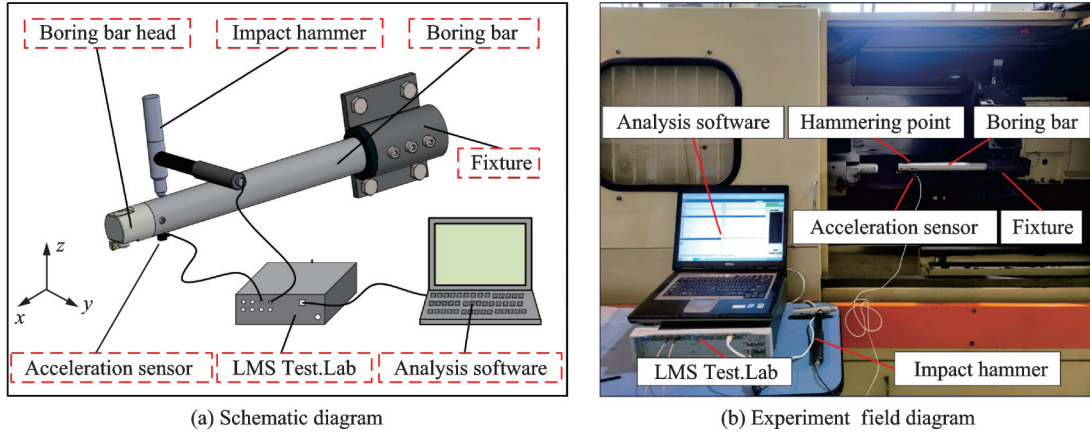 Boring bar head
Impact hammer
Boring bar
Fixture
z
x
y
Acceleration sensor
LMS Test.Lab
Analysis software
(a) Schematic diagram
Analysis software
Hammering point
Boring bar
Acceleration sensor
Fixture
LMS Test.Lab
Impact hammer
(b) Experiment field diagram